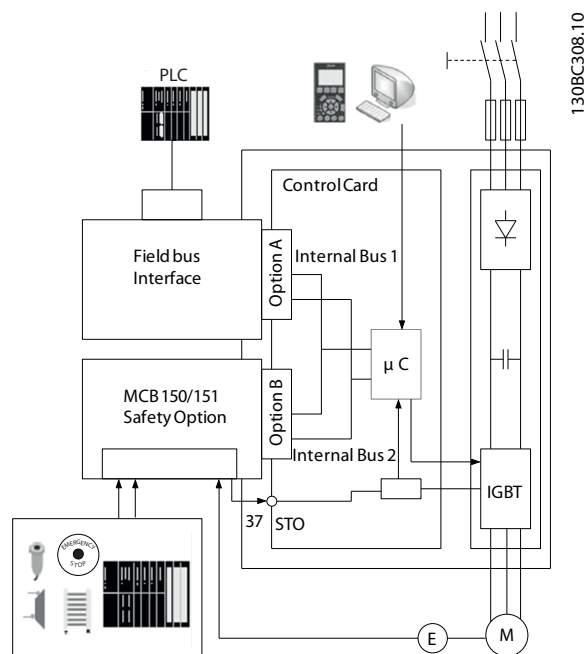 130BC308.10
PLC
Control Card
Field bus
Interface
Option A
Internal Bus 1
µ C
MCB 150/151
Safety Option
Option B
Internal Bus 2
IGBT
37
STO
EMERGENCY
STOP
E
M